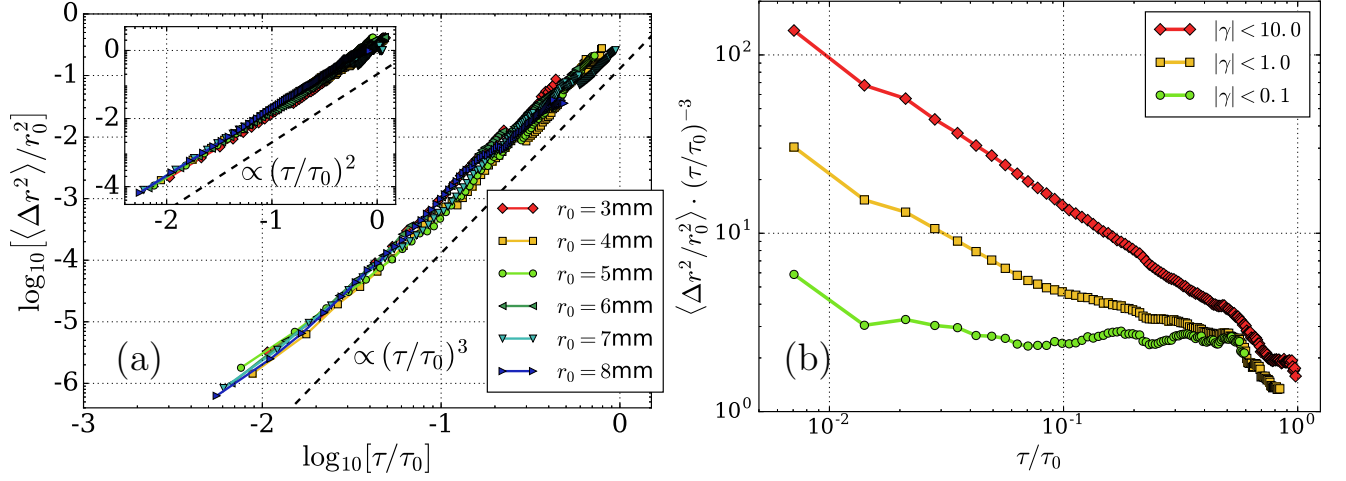 0
-1
-2
-3
-4
-5
-6
-3
-2
-1
0
log₁₀[⟨Δr²⟩/r₀²]
log₁₀[τ/τ₀]
0
-2
-4
-2
-1
0
∝(τ/τ₀)²
∝(τ/τ₀)³
(a)
r₀ = 3mm
r₀ = 4mm
r₀ = 5mm
r₀ = 6mm
r₀ = 7mm
r₀ = 8mm
10²
10¹
10⁰
10⁻²
10⁻¹
10⁰
⟨Δr²/r₀²⟩ · (τ/τ₀)⁻³
τ/τ₀
(b)
|γ| < 10.0
|γ| < 1.0
|γ| < 0.1